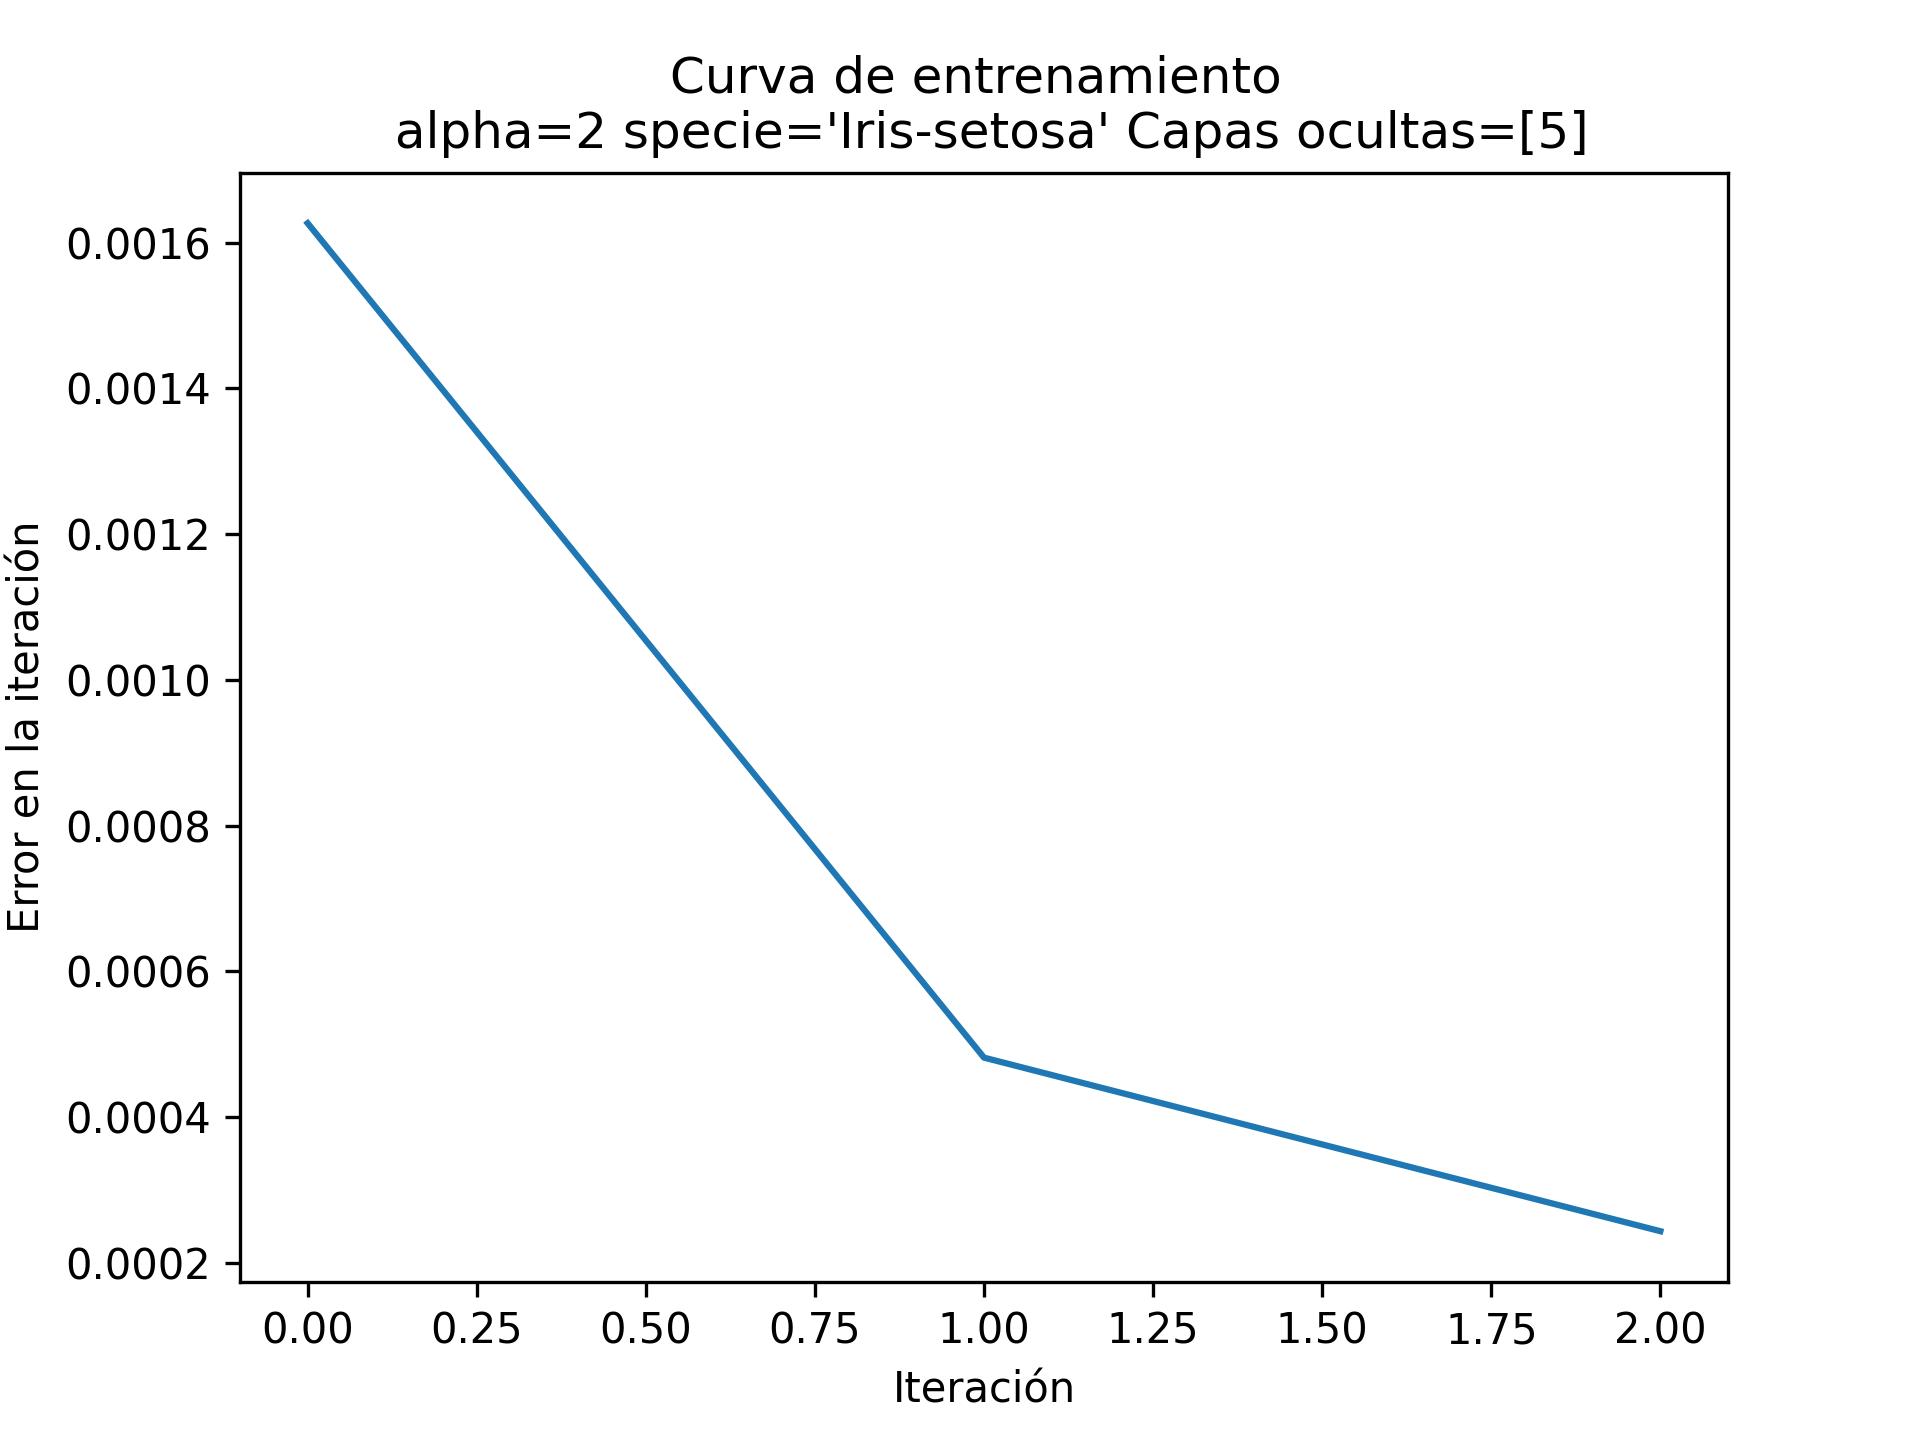 Curva de entrenamiento
alpha=2 specie='Iris-setosa' Capas ocultas=[5]
Error en la iteración
0.0016
0.0014
0.0012
0.0010
0.0008
0.0006
0.0004
0.0002
0.00 0.25 0.50 0.75 1.00 1.25 1.50 1.75 2.00
Iteración